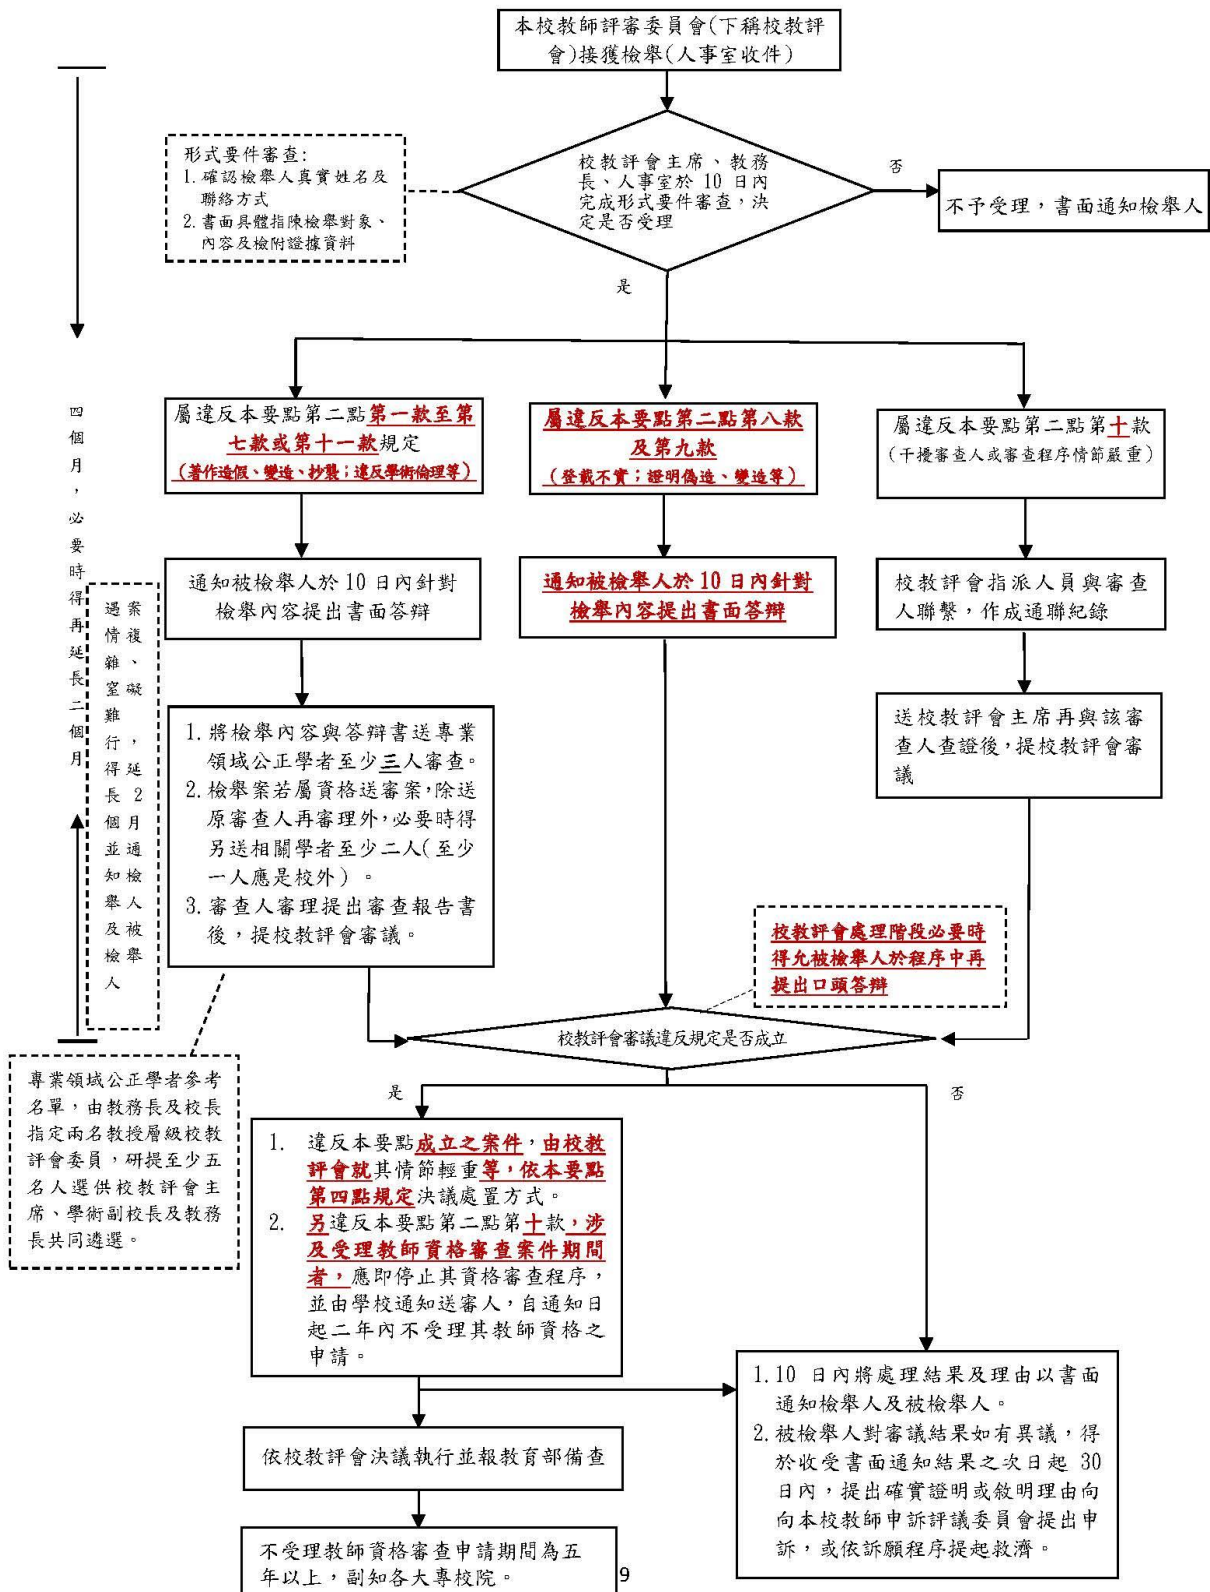 本校教師評審委員會(下稱校教評
會)接獲檢舉(人事室收件)
形式要件審查:
1. 確認檢舉人真實姓名及
聯絡方式
2. 書面具體指陳檢舉對象、
內容及檢附證據資料
校教評會主席、教務
長、人事室於 10 日內
完成形式要件審查,決
定是否受理
否
不予受理,書面通知檢舉人
是
四個月,必要時得再延長二個月
屬違反本要點第二點第一款至第
七款或第十一款規定
(著作造假、變造、抄襲;違反學術倫理等)
屬違反本要點第二點第八款
及第九款
(登載不實;證明偽造、變造等)
屬違反本要點第二點第十款
(干擾審查人或審查程序情節嚴重)
通知被檢舉人於 10 日內針對
檢舉內容提出書面答辯
通知被檢舉人於 10 日內針對
檢舉內容提出書面答辯
校教評會指派人員與審查
人聯繫,作成通聯紀錄
遇案
情複
雜、
窒礙
難
行,
得延
長 2
個月
並通
知檢
舉人
及被
檢舉
人
1. 將檢舉內容與答辯書送專業
領域公正學者至少三人審查。
2. 檢舉案若屬資格送審案,除送
原審查人再審理外,必要時得
另送相關學者至少二人(至少
一人應是校外)。
3. 審查人審理提出審查報告書
後,提校教評會審議。
送校教評會主席再與該審
查人查證後,提校教評會審
議
校教評會處理階段必要時
得允被檢舉人於程序中再
提出口頭答辯
校教評會審議違反規定是否成立
專業領域公正學者參考
名單,由教務長及校長
指定兩名教授層級校教
評會委員,研提至少五
名人選供校教評會主
席、學術副校長及教務
長共同遴選。
是
否
1. 違反本要點成立之案件,由校教
評會就其情節輕重等,依本要點
第四點規定決議處置方式。
2. 另違反本要點第二點第十款,涉
及受理教師資格審查案件期間
者,應即停止其資格審查程序,
並由學校通知送審人,自通知日
起二年內不受理其教師資格之
申請。
1. 10 日內將處理結果及理由以書面
通知檢舉人及被檢舉人。
2. 被檢舉人對審議結果如有異議,得
於收受書面通知結果之次日起 30
日內,提出確實證明或敘明理由向
向本校教師申訴評議委員會提出申
訴,或依訴願程序提起救濟。
依校教評會決議執行並報教育部備查
不受理教師資格審查申請期間為五
年以上,副知各大專校院。
9